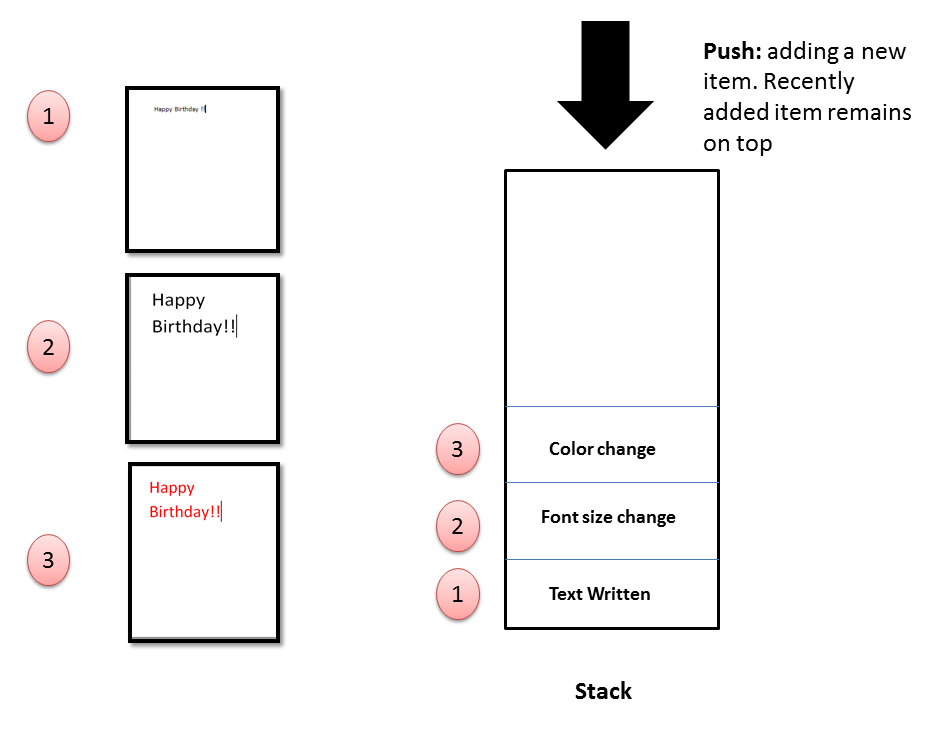 1
Happy Birthday !!
2
Happy
Birthday!!
3
Happy
Birthday!!
Push: adding a new
item. Recently
added item remains
on top
3
Color change
2
Font size change
1
Text Written
Stack